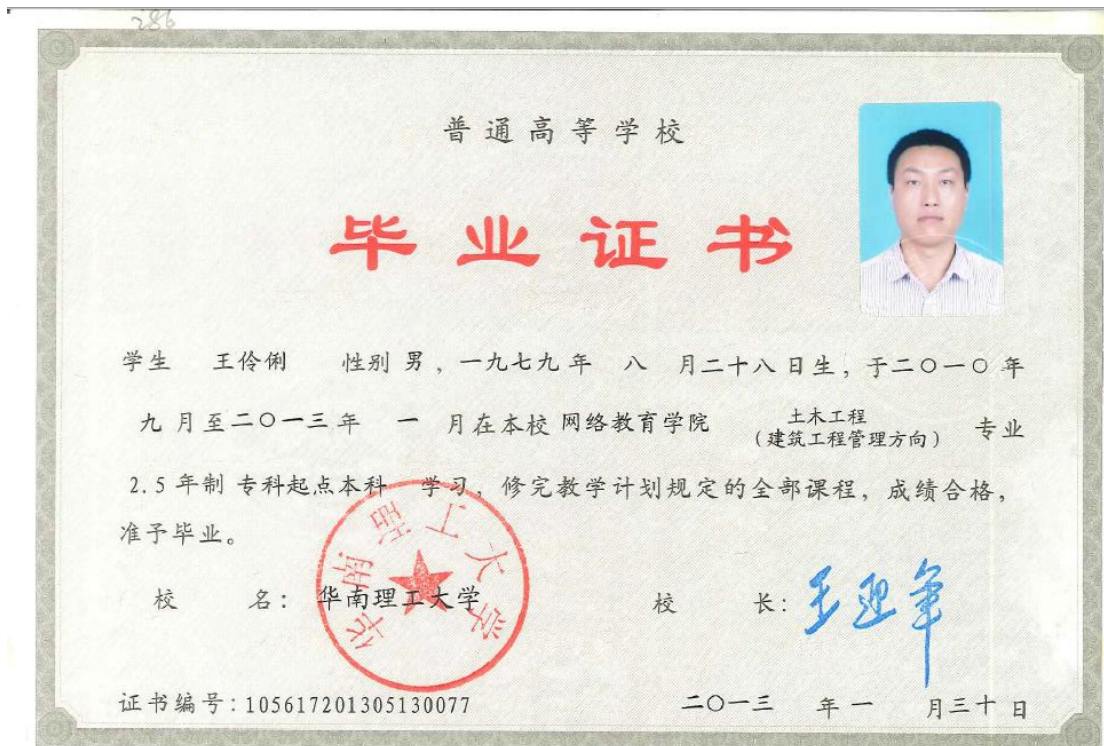 286
普通高等学校
毕业证书
学生 王伶俐 性别 男，一九七九年 八 月二十八日生，于二〇一〇年
九 月至二〇一三年 一 月在本校 网络教育学院 土木工程（建筑工程管理方向） 专业
2.5 年制 专科起点本科 学习，修完教学计划规定的全部课程，成绩合格，
准予毕业。
华南理工大学
校 名：华南理工大学 校 长：王迎军
证书编号：105617201305130077 二〇一三 年 一 月三十日